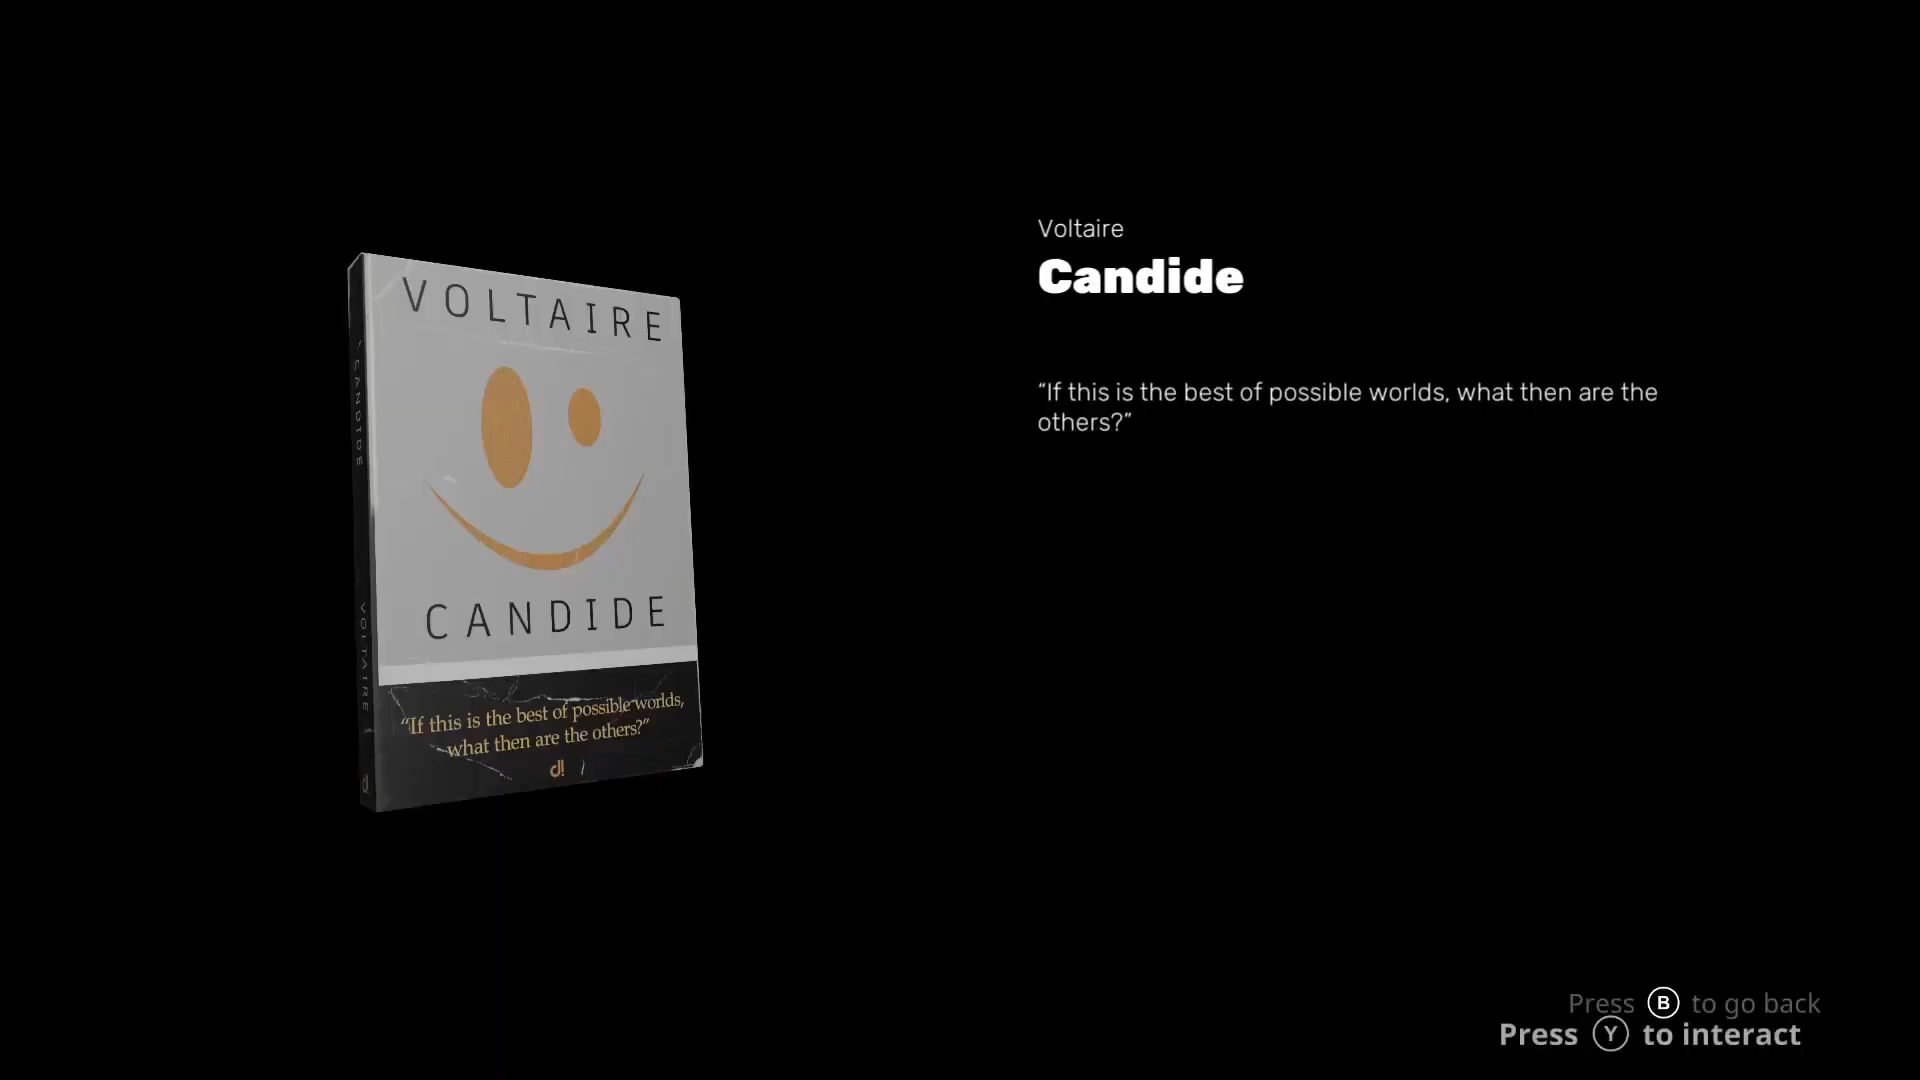 VOLTAIRE
CANDIDE
“If this is the best of possible worlds,
what then are the others?”
d!
CANDIDE
VOLTAIRE
d!
Voltaire
Candide
“If this is the best of possible worlds, what then are the
others?”
Press B to go back
Press Y to interact